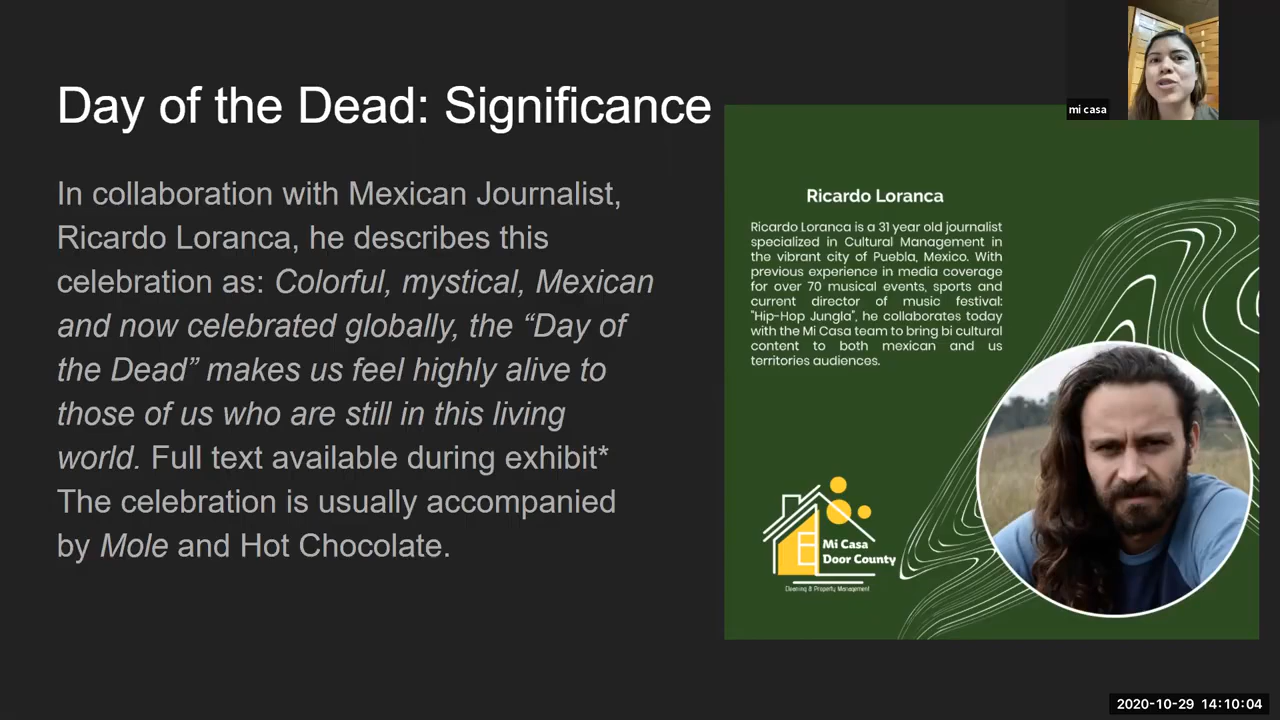 Day of the Dead: Significance
In collaboration with Mexican Journalist,
Ricardo Loranca, he describes this
celebration as: Colorful, mystical, Mexican
and now celebrated globally, the “Day of
the Dead” makes us feel highly alive to
those of us who are still in this living
world. Full text available during exhibit*
The celebration is usually accompanied
by Mole and Hot Chocolate.
mi casa
Ricardo Loranca
Ricardo Loranca is a 31 year old journalist
specialized in Cultural Management in
the vibrant city of Puebla, Mexico. With
previous experience in media coverage
for over 70 musical events, sports and
current director of music festival:
"Hip-Hop Jungla", he collaborates today
with the Mi Casa team to bring bi cultural
content to both mexican and us
territories audiences.
Mi Casa
Door County
Cleaning & Property Management
2020-10-29 14:10:04